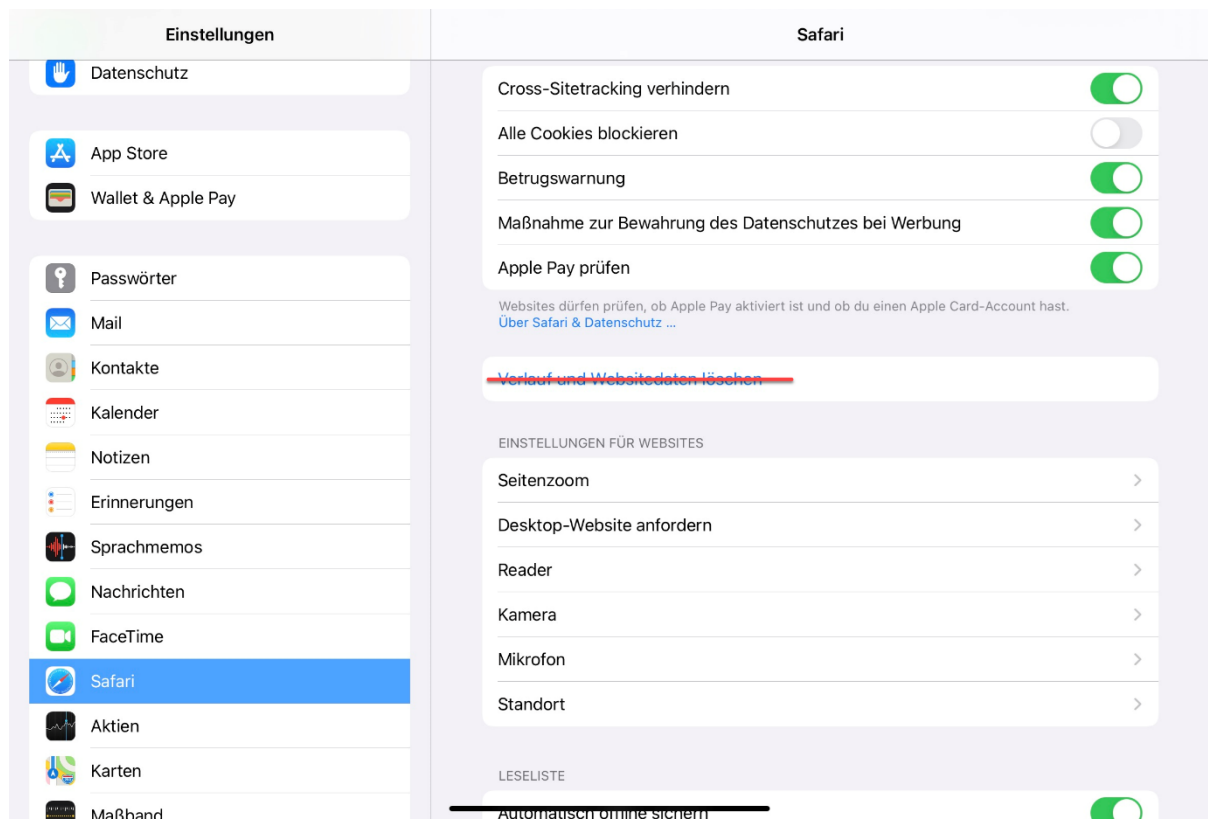 Einstellungen
Datenschutz
App Store
Wallet & Apple Pay
Passwörter
Mail
Kontakte
Kalender
Notizen
Erinnerungen
Sprachmemos
Nachrichten
FaceTime
Safari
Aktien
Karten
Maßband
Safari
Cross-Sitetracking verhindern
Alle Cookies blockieren
Betrugswarnung
Maßnahme zur Bewahrung des Datenschutzes bei Werbung
Apple Pay prüfen
Websites dürfen prüfen, ob Apple Pay aktiviert ist und ob du einen Apple Card-Account hast.
Über Safari & Datenschutz ...
Verlauf und Websitedaten löschen
EINSTELLUNGEN FÜR WEBSITES
Seitenzoom
Desktop-Website anfordern
Reader
Kamera
Mikrofon
Standort
LESELISTE
Automatisch offline sichern